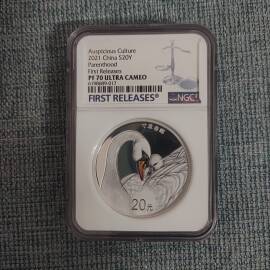 Auspicious Culture
2021 China S20Y
Parenthood
First Releases
PF 70 ULTRA CAMEO
FIRST RELEASES®
NGC
20元